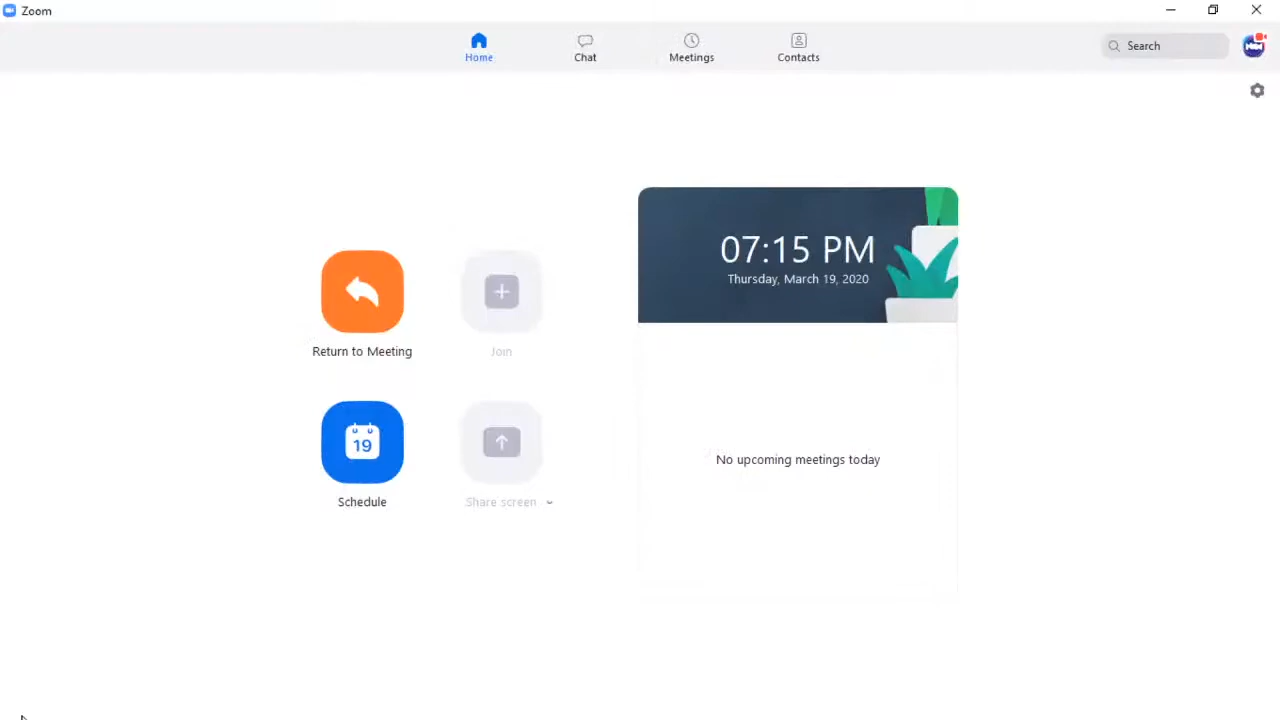 Zoom
Home
Chat
Meetings
Contacts
Search
07:15 PM
Thursday, March 19, 2020
Return to Meeting
Join
19
Schedule
Share screen
No upcoming meetings today